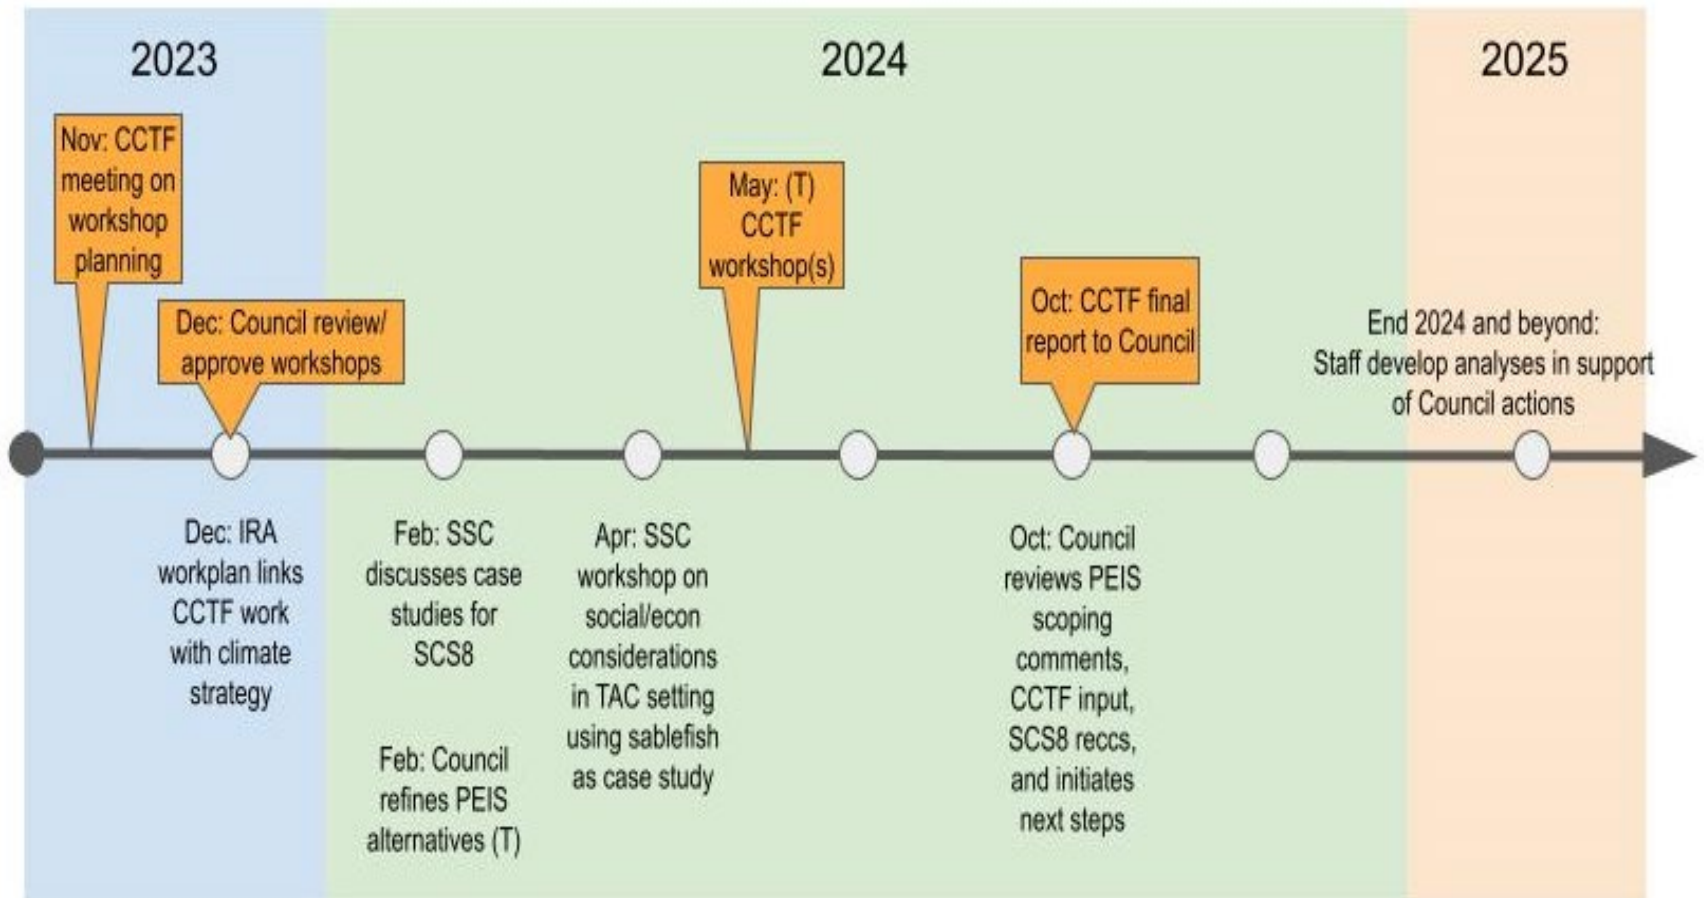 2023
2024
2025
Nov: CCTF
meeting on
workshop
planning
Dec: Council review/
approve workshops
May: (T)
CCTF
workshop(s)
Oct: CCTF final
report to Council
End 2024 and beyond:
Staff develop analyses in support
of Council actions
Dec: IRA
workplan links
CCTF work
with climate
strategy
Feb: SSC
discusses case
studies for
SCS8
Feb: Council
refines PEIS
alternatives (T)
Apr: SSC
workshop on
social/econ
considerations
in TAC setting
using sablefish
as case study
Oct: Council
reviews PEIS
scoping
comments,
CCTF input,
SCS8 reccs,
and initiates
next steps